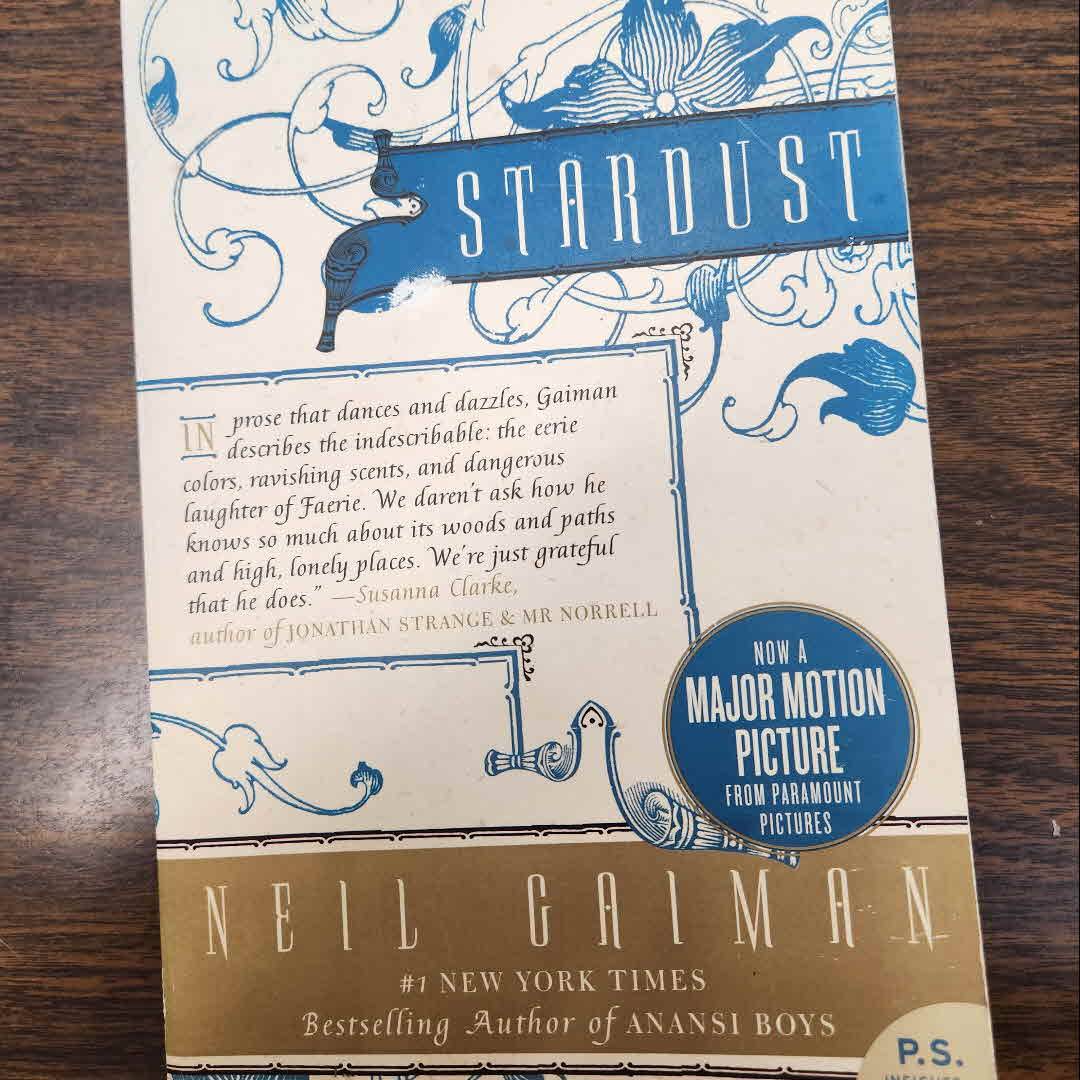 STARDUST
IN prose that dances and dazzles, Gaiman
describes the indescribable: the eerie
colors, ravishing scents, and dangerous
laughter of Faerie. We daren't ask how he
knows so much about its woods and paths
and high, lonely places. We're just grateful
that he does.” —Susanna Clarke,
author of JONATHAN STRANGE & MR NORRELL
NOW A
MAJOR MOTION
PICTURE
FROM PARAMOUNT
PICTURES
NEIL GAIMAN
#1 NEW YORK TIMES
Bestselling Author of ANANSI BOYS
P.S.